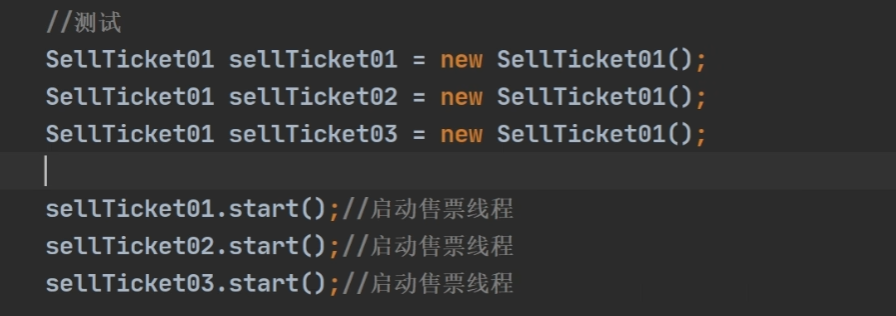 //测试
SellTicket01 sellTicket01 = new SellTicket01();
SellTicket01 sellTicket02 = new SellTicket01();
SellTicket01 sellTicket03 = new SellTicket01();
sellTicket01.start();//启动售票线程
sellTicket02.start();//启动售票线程
sellTicket03.start();//启动售票线程